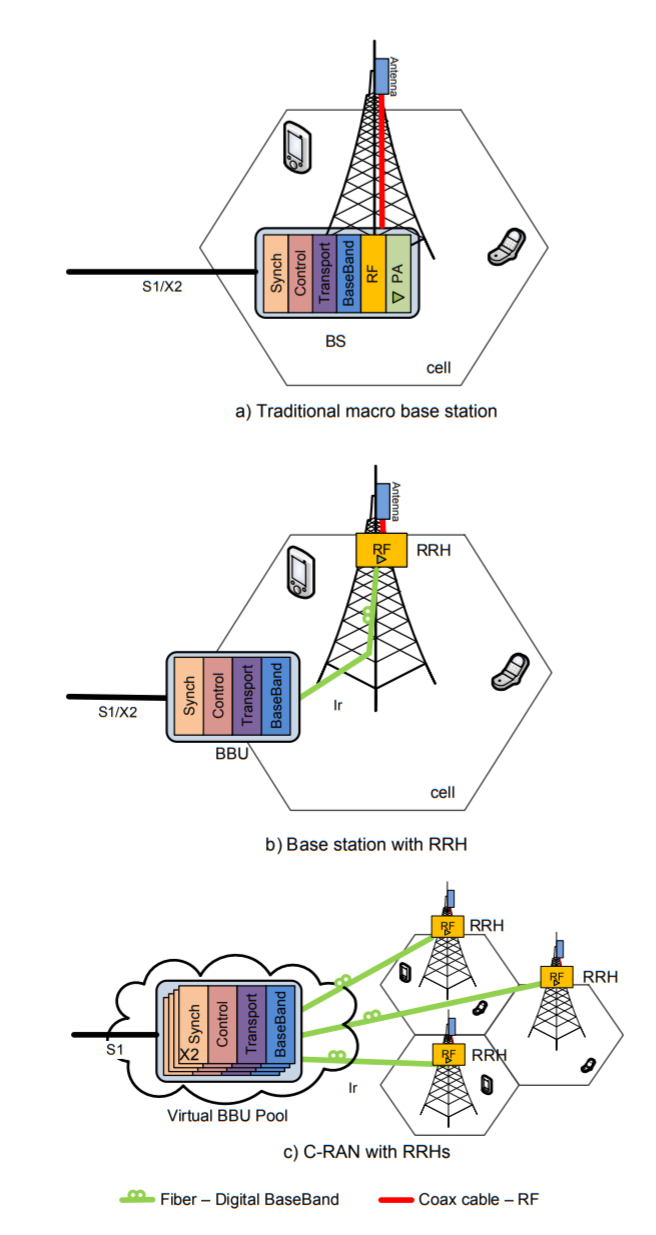 Antenna
Synch
Control
Transport
BaseBand
RF
PA
S1/X2
BS
cell
a) Traditional macro base station
Antenna
RF
RRH
Synch
Control
Transport
BaseBand
S1/X2
Ir
BBU
cell
b) Base station with RRH
RF
RRH
RF
RRH
Synch
Control
Transport
BaseBand
S1
X2
RF
RRH
Ir
Virtual BBU Pool
c) C-RAN with RRHs
Fiber – Digital BaseBand
Coax cable – RF